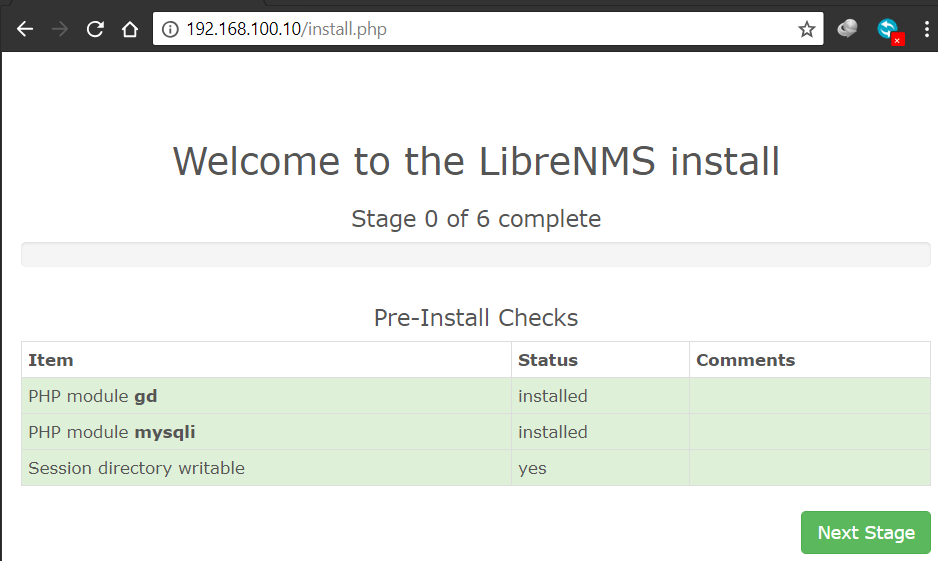 192.168.100.10/install.php
Welcome to the LibreNMS install
Stage 0 of 6 complete
Pre-Install Checks
Item Status Comments
PHP module gd installed
PHP module mysqli installed
Session directory writable yes
Next Stage